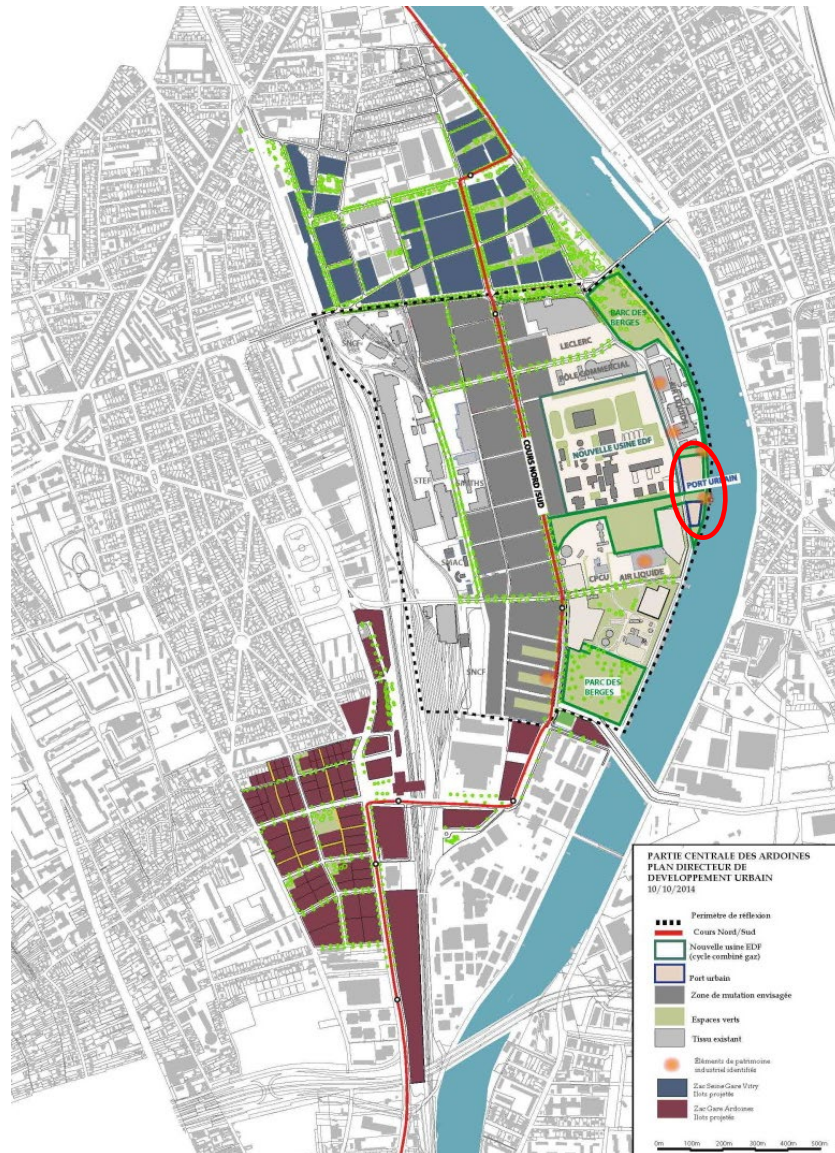 PARC DES
BERGES
SNCF
LECLERC
PÔLE COMMERCIAL
AIR LIQUIDE
COURS NORD/SUD
NOUVELLE USINE EDF
STEF
SMITHS
PORT URBAIN
SMAC
CPCU
AIR LIQUIDE
SNCF
PARC DES
BERGES
PARTIE CENTRALE DES ARDOINES
PLAN DIRECTEUR DE
DEVELOPPEMENT URBAIN
10/10/2014
Perimètre de réflexion
Cours Nord/Sud
Nouvelle usine EDF
(cycle combiné gaz)
Port urbain
Zone de mutation envisagée
Espaces verts
Tissu existant
Éléments de patrimoine
industriel identifiés
Zac Seine Gare Vitry
Ilots projetés
Zac Gare Ardoines
Ilots projetés
0m 100m 200m 300m 400m 500m